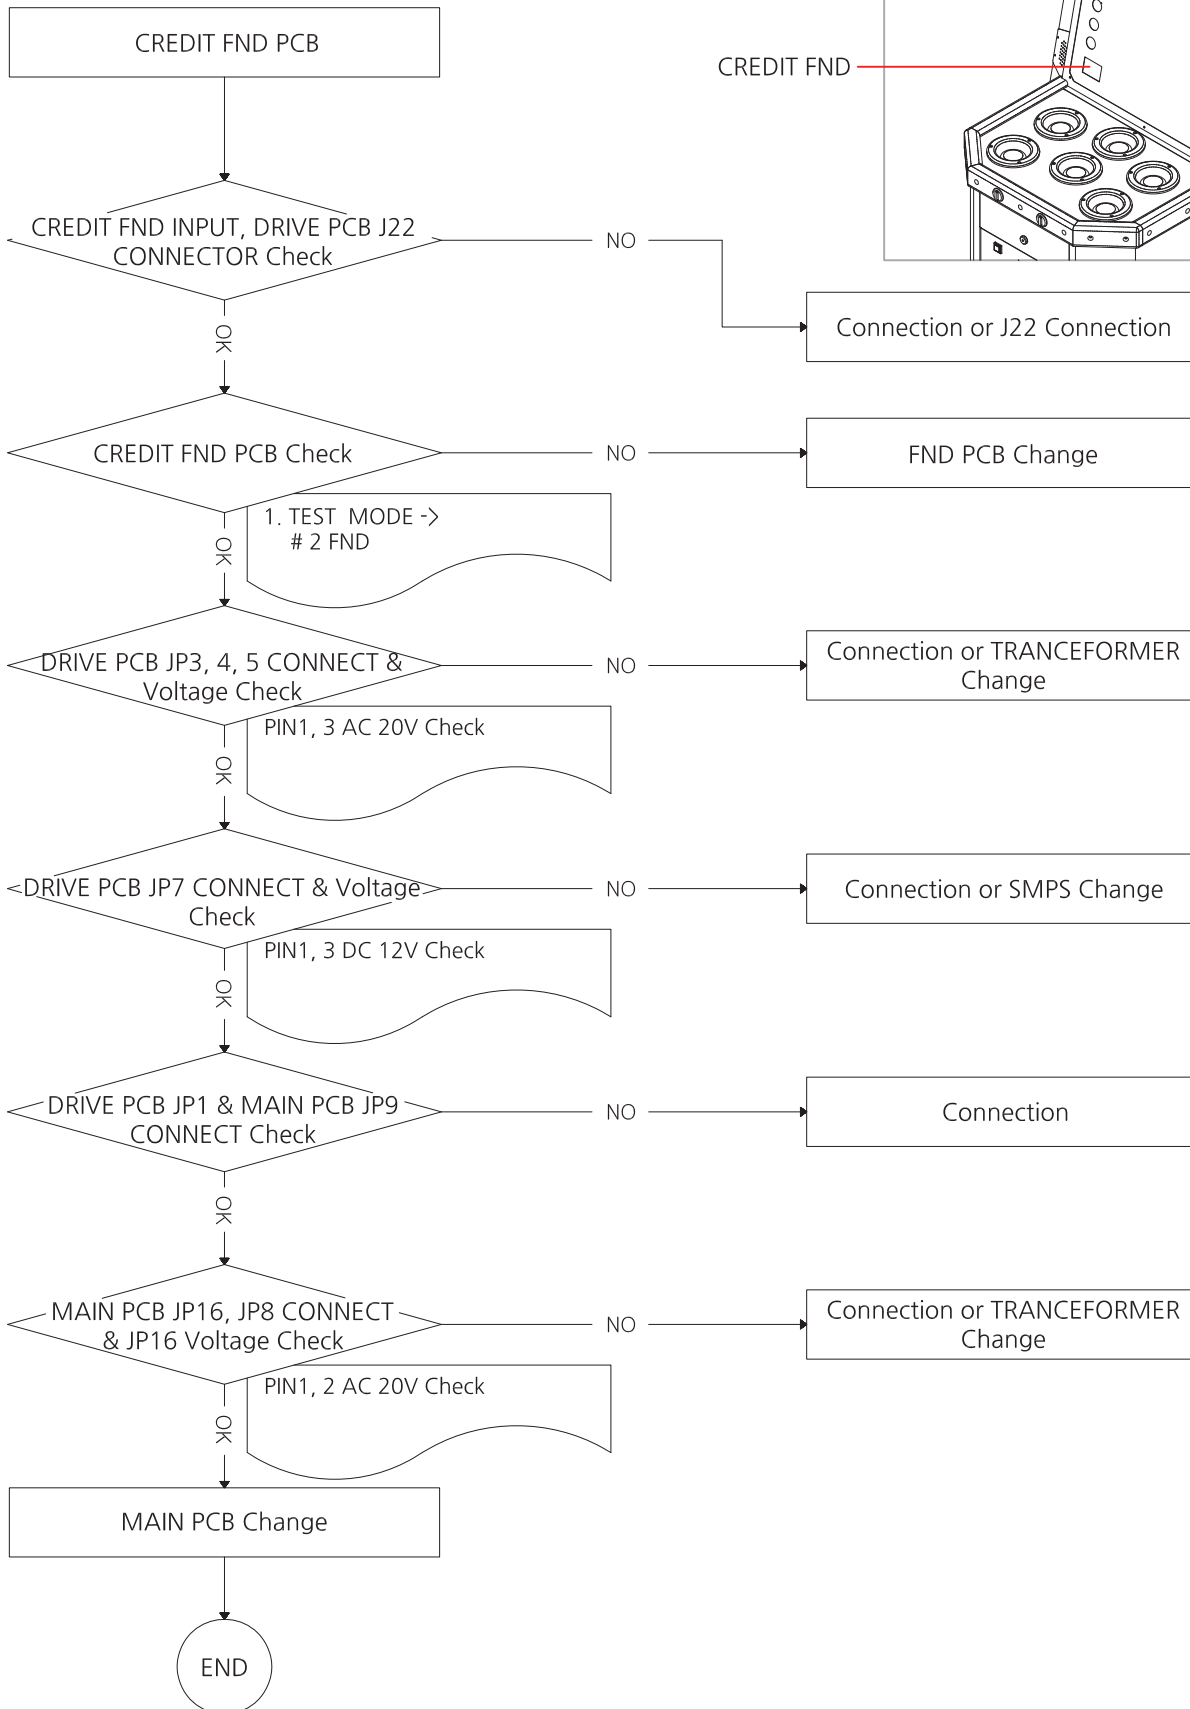 CREDIT FND PCB
CREDIT FND
CREDIT FND INPUT, DRIVE PCB J22
CONNECTOR Check
NO
Connection or J22 Connection
OK
CREDIT FND PCB Check
NO
FND PCB Change
1. TEST MODE ->
# 2 FND
OK
DRIVE PCB JP3, 4, 5 CONNECT &
Voltage Check
NO
Connection or TRANCEFORMER
Change
PIN1, 3 AC 20V Check
OK
DRIVE PCB JP7 CONNECT & Voltage
Check
NO
Connection or SMPS Change
PIN1, 3 DC 12V Check
OK
DRIVE PCB JP1 & MAIN PCB JP9
CONNECT Check
NO
Connection
OK
MAIN PCB JP16, JP8 CONNECT
& JP16 Voltage Check
NO
Connection or TRANCEFORMER
Change
PIN1, 2 AC 20V Check
OK
MAIN PCB Change
END